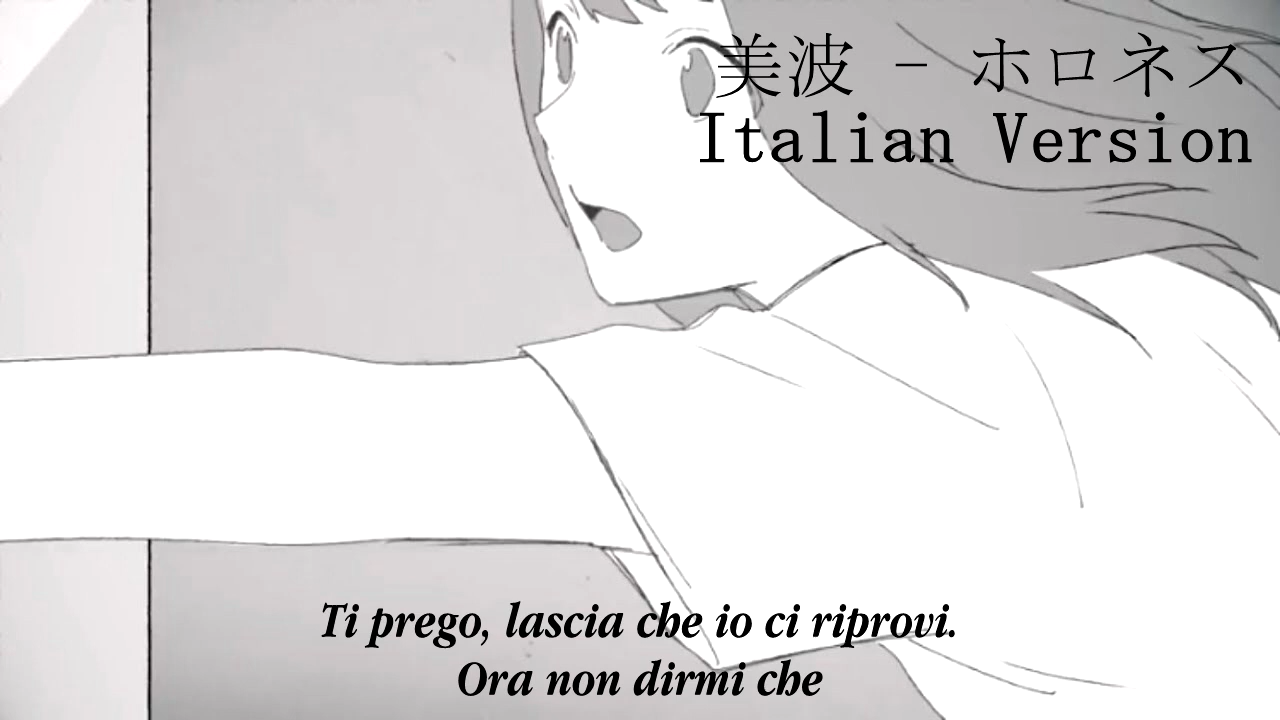 美波 - ホロネス
Italian Version
Ti prego, lascia che io ci riprovi.
Ora non dirmi che